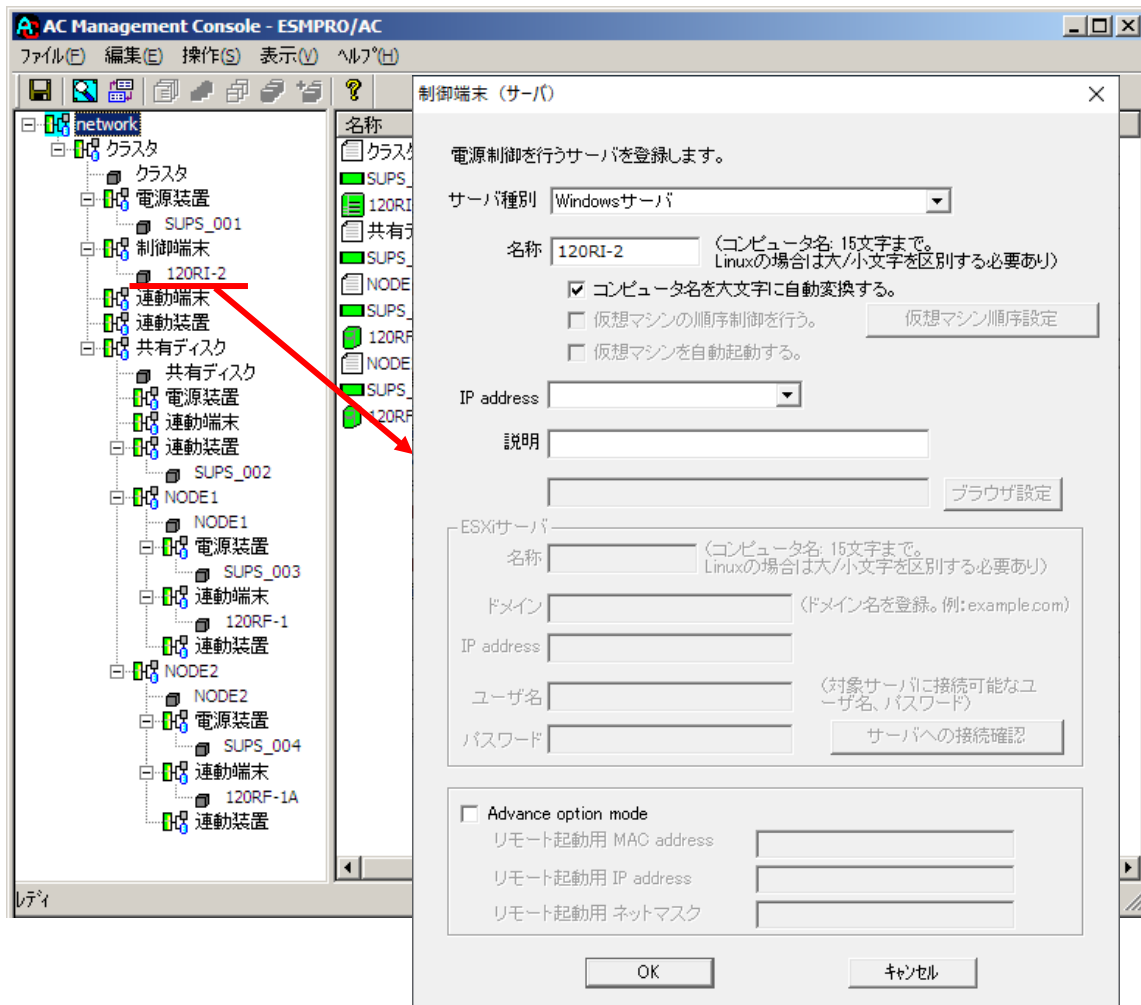 AC Management Console - ESMPRO/AC
ファイル(F) 編集(E) 操作(S) 表示(V) ヘルプ(H)
network
クラスタ
クラスタ
電源装置
SUPS_001
制御端末
120RI-2
連動端末
連動装置
共有ディスク
共有ディスク
電源装置
連動端末
連動装置
SUPS_002
NODE1
NODE1
電源装置
SUPS_003
連動端末
120RF-1
連動装置
NODE2
NODE2
電源装置
SUPS_004
連動端末
120RF-1A
連動装置
名称
クラスタ
SUPS_
120RI
共有デ
SUPS_
NODE
SUPS_
120RF
NODE
SUPS_
120RF
レディ
制御端末（サーバ）
電源制御を行うサーバを登録します。
サーバ種別 Windowsサーバ
名称 120RI-2 （コンピュータ名: 15文字まで。
Linuxの場合は大/小文字を区別する必要あり）
コンピュータ名を大文字に自動変換する。
仮想マシンの順序制御を行う。 仮想マシン順序設定
仮想マシンを自動起動する。
IP address
説明
ブラウザ設定
ESXiサーバ
名称 （コンピュータ名: 15文字まで。
Linuxの場合は大/小文字を区別する必要あり）
ドメイン （ドメイン名を登録。例：example.com）
IP address
ユーザ名 （対象サーバに接続可能なユ
ーザ名、パスワード）
パスワード サーバへの接続確認
Advance option mode
リモート起動用 MAC address
リモート起動用 IP address
リモート起動用 ネットマスク
OK キャンセル